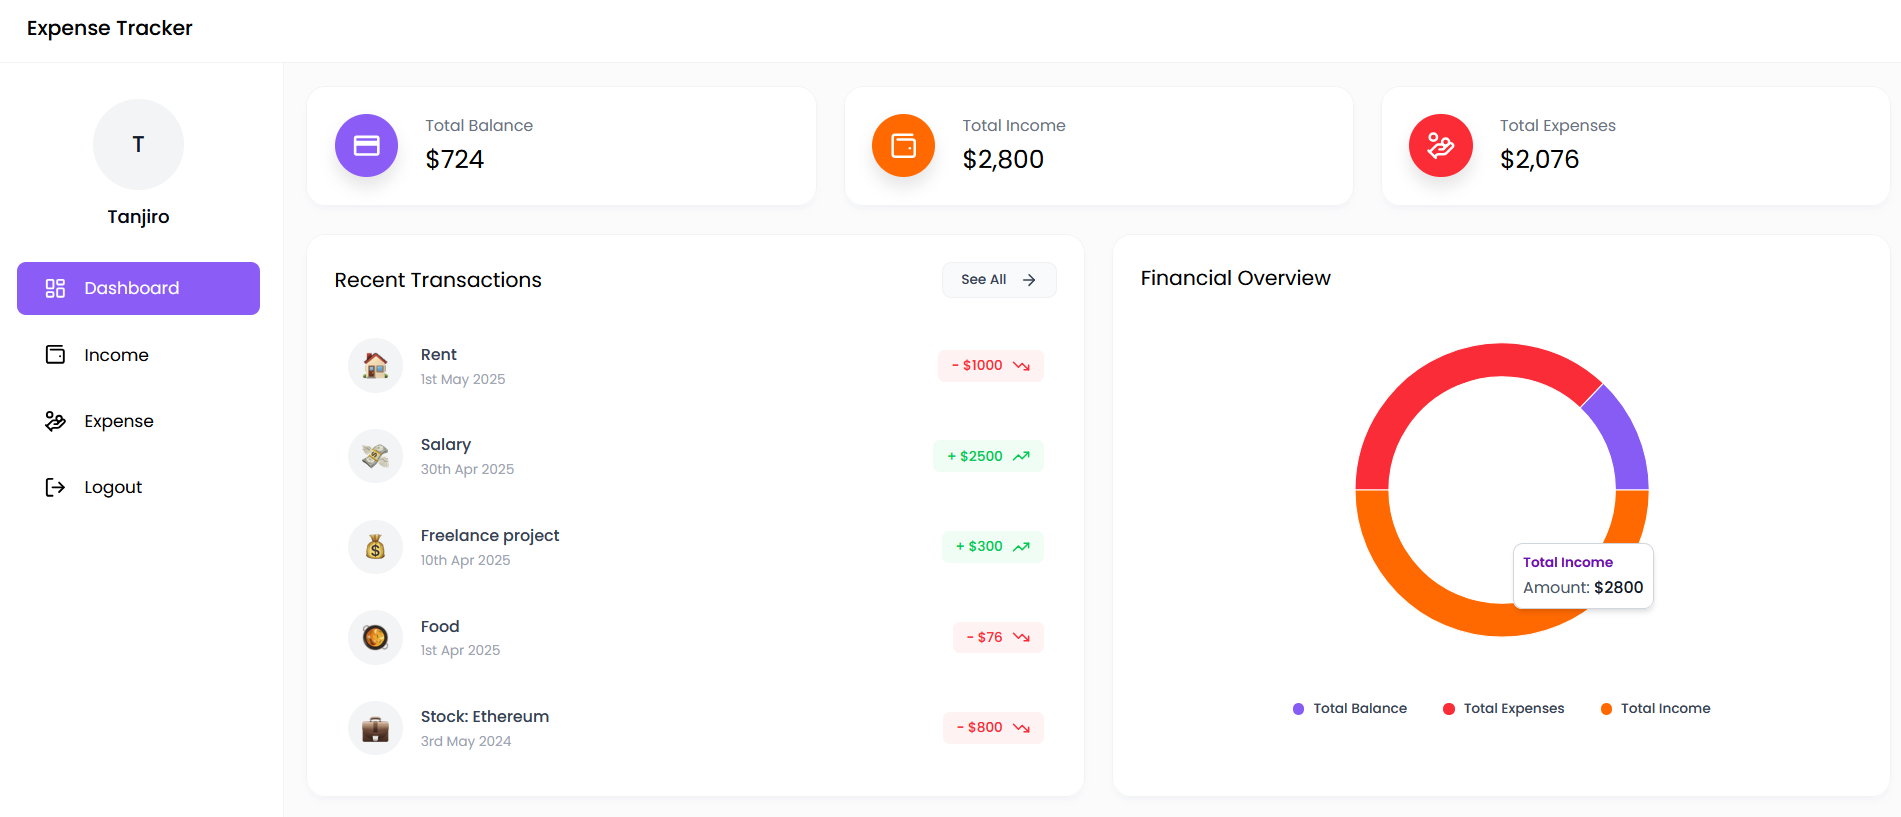 Expense Tracker
T
Tanjiro
Dashboard
Income
Expense
Logout
Total Balance
$724
Total Income
$2,800
Total Expenses
$2,076
Recent Transactions
See All
Rent
1st May 2025
- $1000
Salary
30th Apr 2025
+ $2500
Freelance project
10th Apr 2025
+ $300
Food
1st Apr 2025
- $76
Stock: Ethereum
3rd May 2024
- $800
Financial Overview
Total Income
Amount: $2800
Total Balance
Total Expenses
Total Income